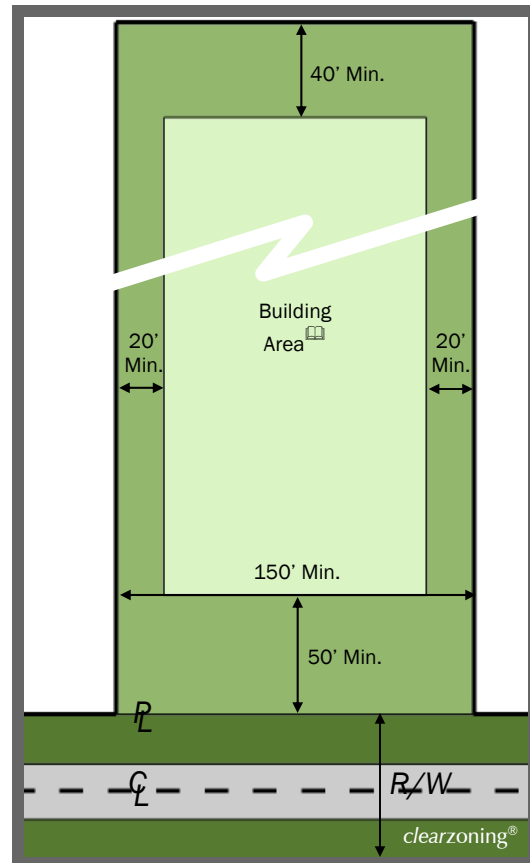 40’ Min.
Building
Area
20’
Min.
20’
Min.
150’ Min.
50’ Min.
PL
CL
R/W
clearzoning®